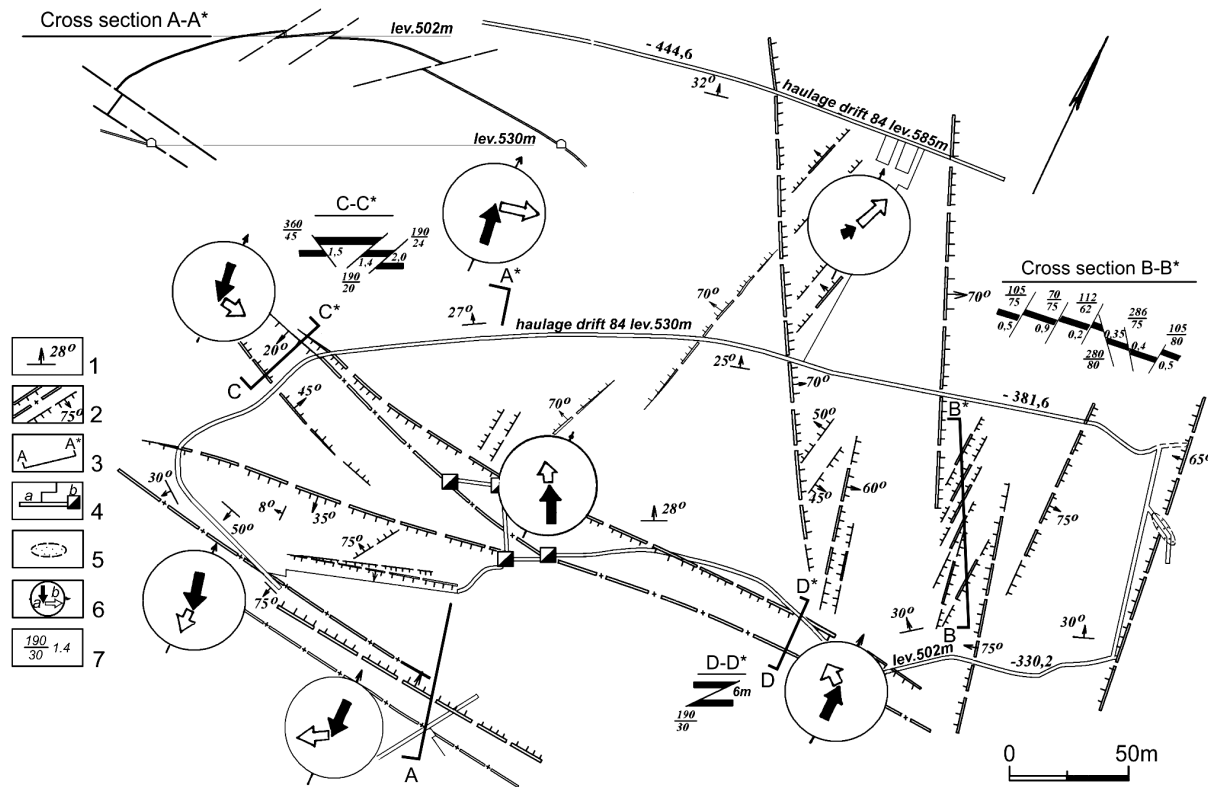 Cross section A-A*
lev.502m
lev.530m
- 444,6
32°
haulage drift 84 lev.585m
C-C*
360
45
1,5
1,4
2,0
190
24
190
20
A*
27°
haulage drift 84 lev.530m
70°
70°
Cross section B-B*
105
75
70
75
112
62
286
75
105
80
0,5
0,9
0,2
0,35
0,4
0,5
280
80
C*
20°
C
45°
25°
70°
- 381,6
70°
50°
B*
65°
45°
60°
28°
30°
50°
8°
35°
75°
75°
75°
D*
30°
B
30°
75°
lev.502m
-330,2
D-D*
6m
190
30
D
A
0
50m
28°
1
75°
2
A
A*
3
a
b
4
5
a
b
6
190
30
1.4
7